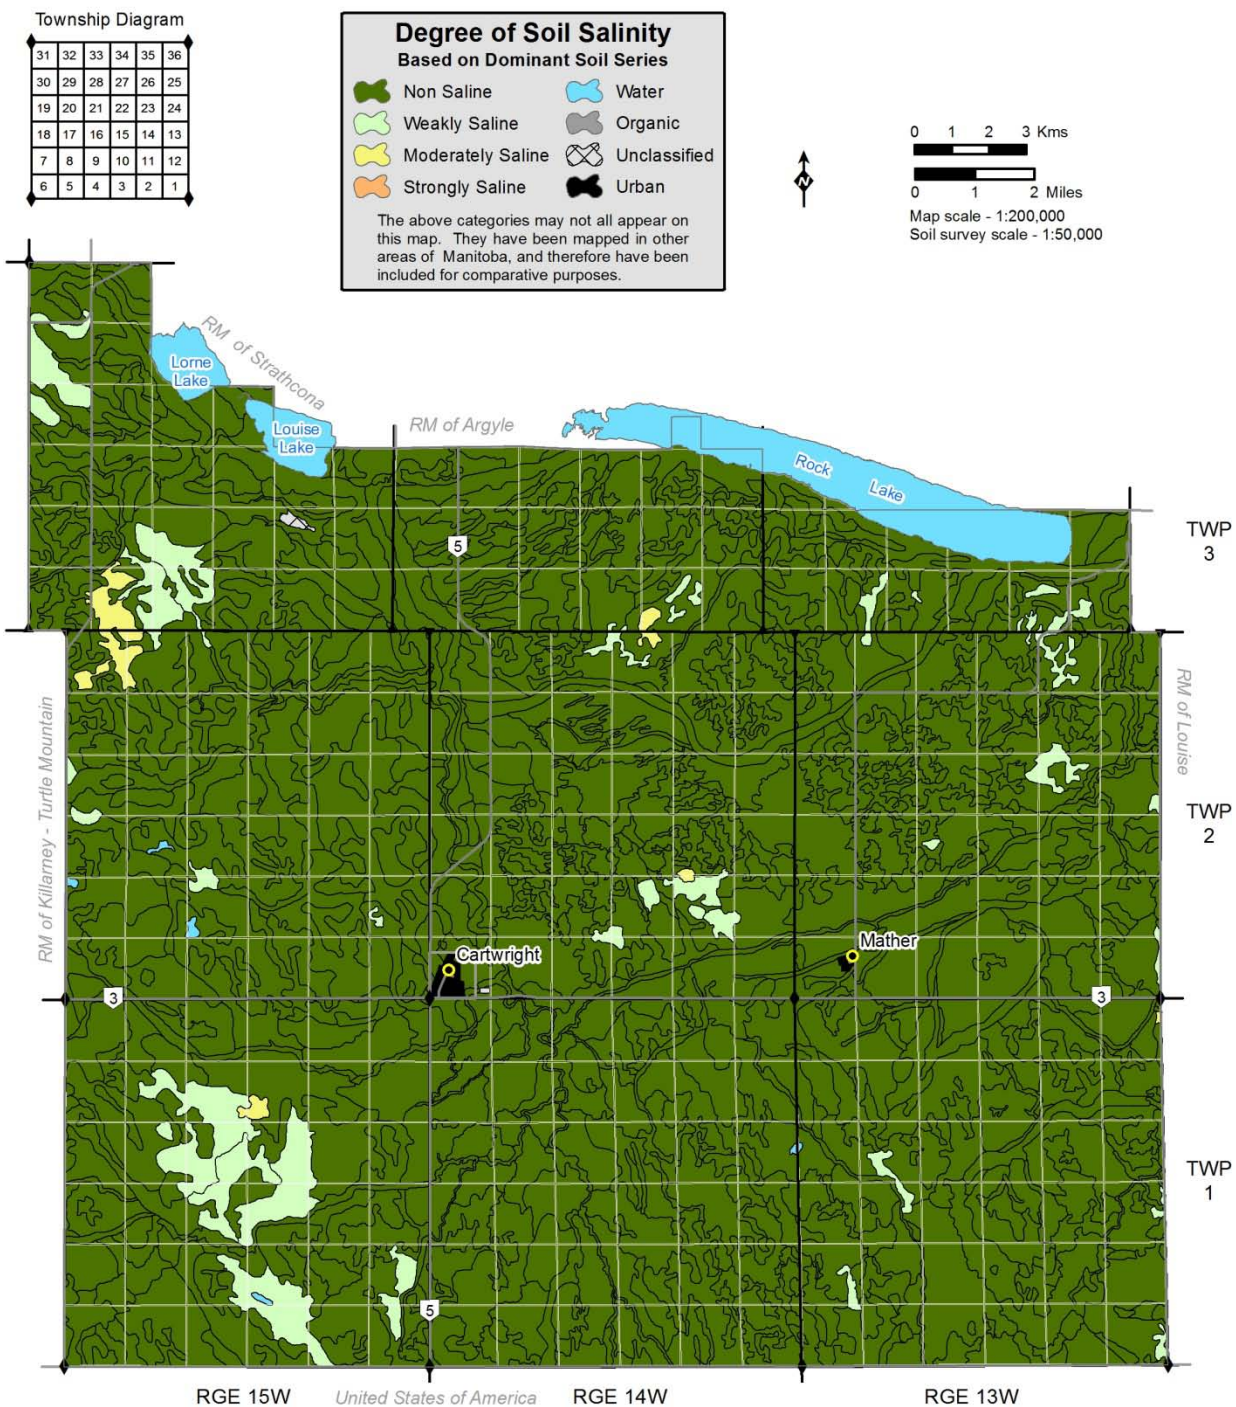 Township Diagram
31 32 33 34 35 36
30 29 28 27 26 25
19 20 21 22 23 24
18 17 16 15 14 13
7 8 9 10 11 12
6 5 4 3 2 1
Degree of Soil Salinity
Based on Dominant Soil Series
Non Saline
Water
Weakly Saline
Organic
Moderately Saline
Unclassified
Strongly Saline
Urban
The above categories may not all appear on
this map. They have been mapped in other
areas of Manitoba, and therefore have been
included for comparative purposes.
N
0 1 2 3 Kms
0 1 2 Miles
Map scale - 1:200,000
Soil survey scale - 1:50,000
RM of Strathcona
Lorne
Lake
Louise
Lake
RM of Argyle
Rock
Lake
5
TWP
3
RM of Killarney - Turtle Mountain
RM of Louise
TWP
2
Mather
Cartwright
3
3
TWP
1
5
RGE 15W
United States of America
RGE 14W
RGE 13W